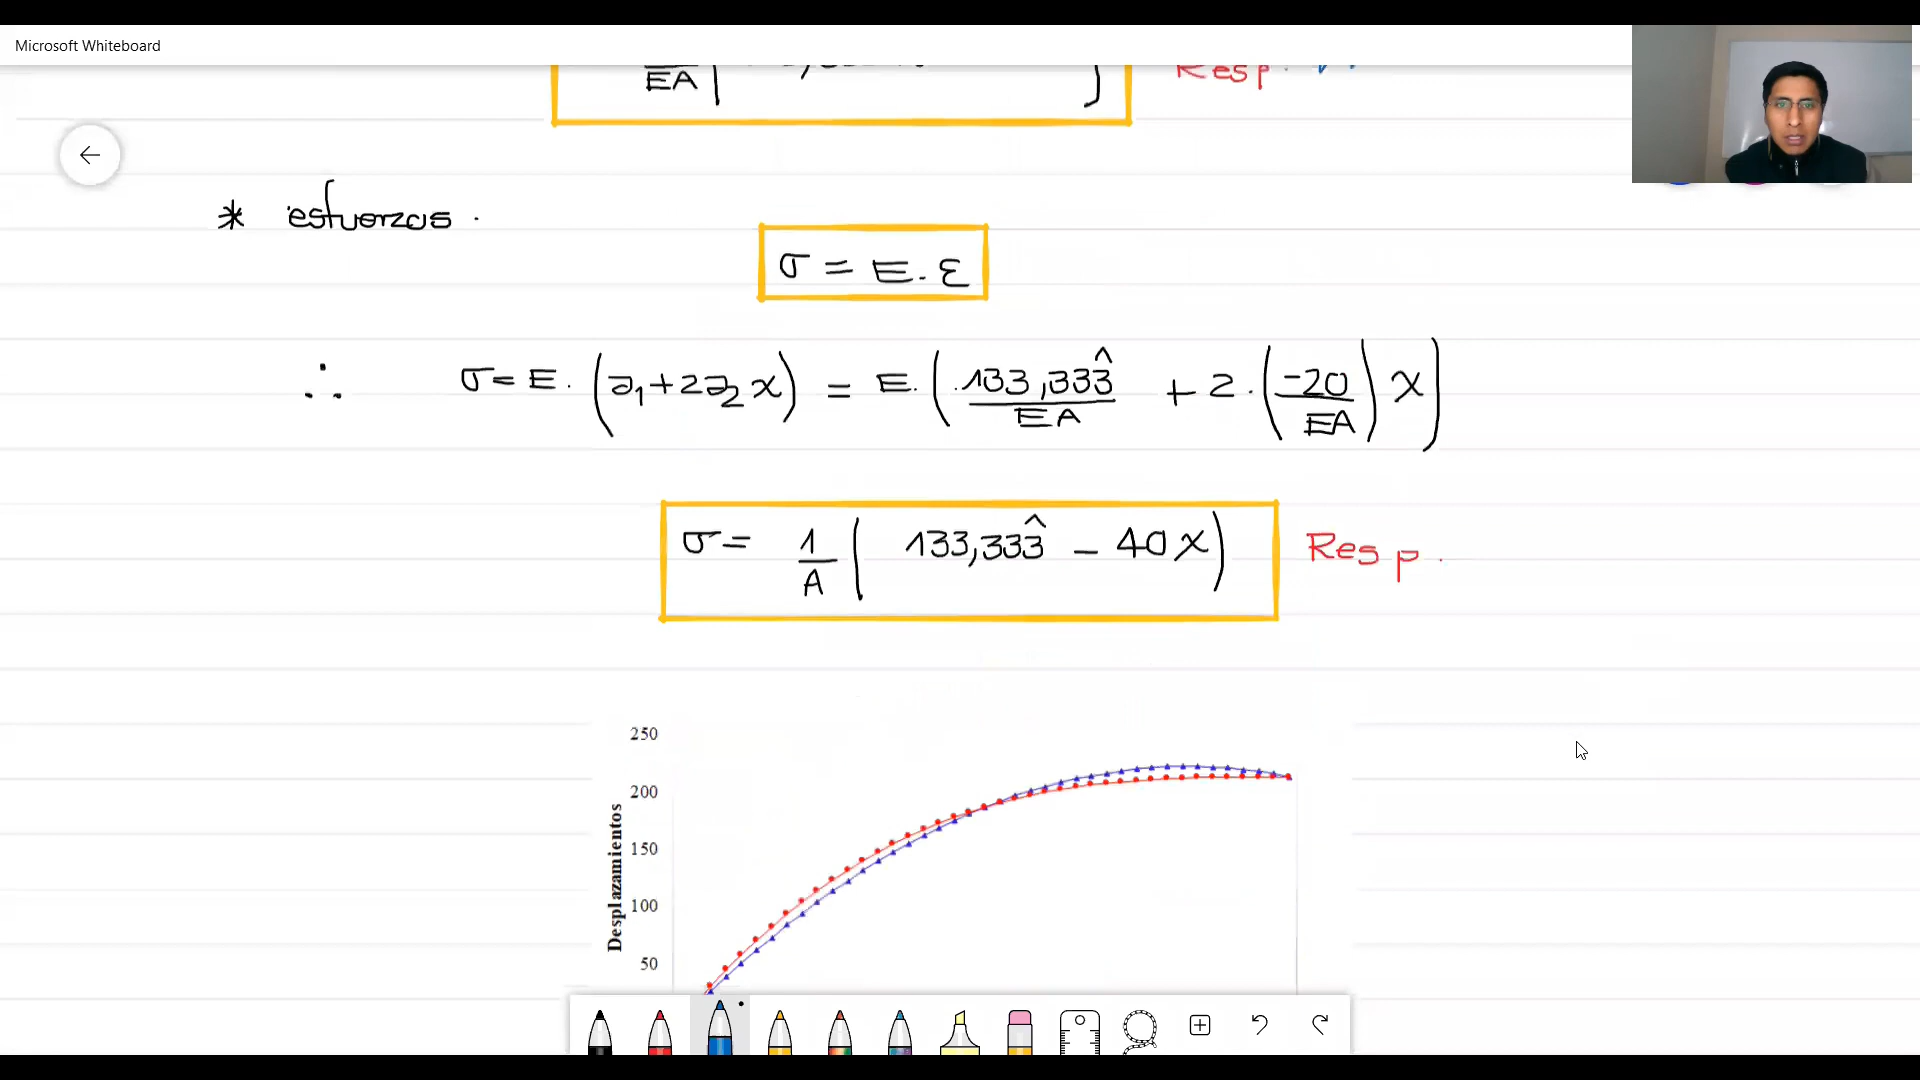 Microsoft Whiteboard
EA
Resp.
* esfuerzos.
σ = E.ε
∴ σ = E.(a₁+2a₂x) = E.(133,333̂/EA + 2.(-20/EA)x)
σ = 1/A (133,333̂ - 40x) Resp.
250
200
150
100
50
Desplazamientos